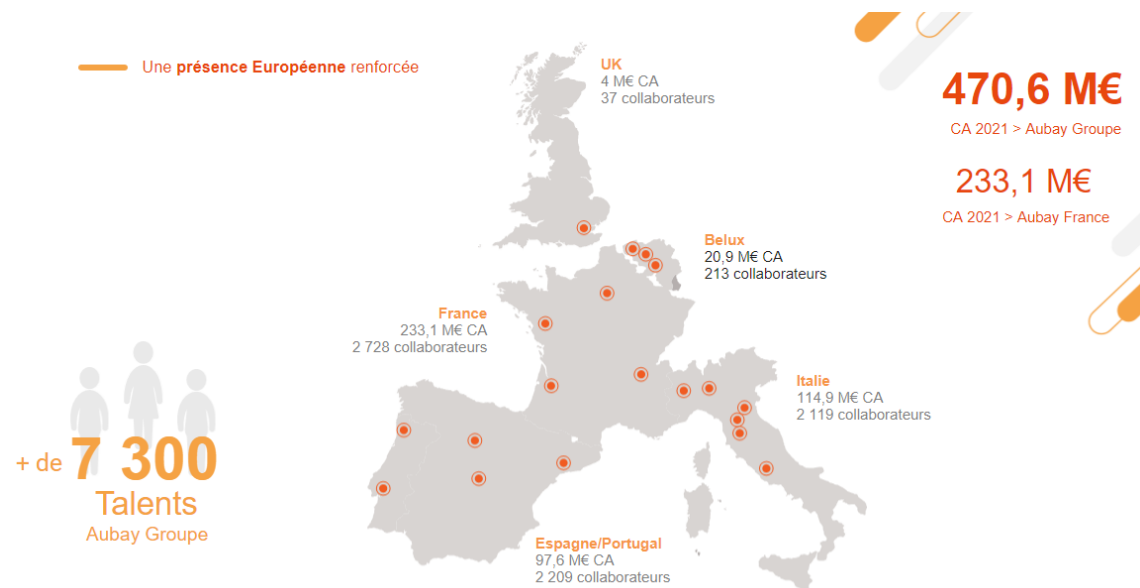 Une présence Européenne renforcée
UK
4 M€ CA
37 collaborateurs
470,6 M€
CA 2021 > Aubay Groupe
233,1 M€
CA 2021 > Aubay France
Belux
20,9 M€ CA
213 collaborateurs
France
233,1 M€ CA
2 728 collaborateurs
Italie
114,9 M€ CA
2 119 collaborateurs
+ de 7 300
Talents
Aubay Groupe
Espagne/Portugal
97,6 M€ CA
2 209 collaborateurs